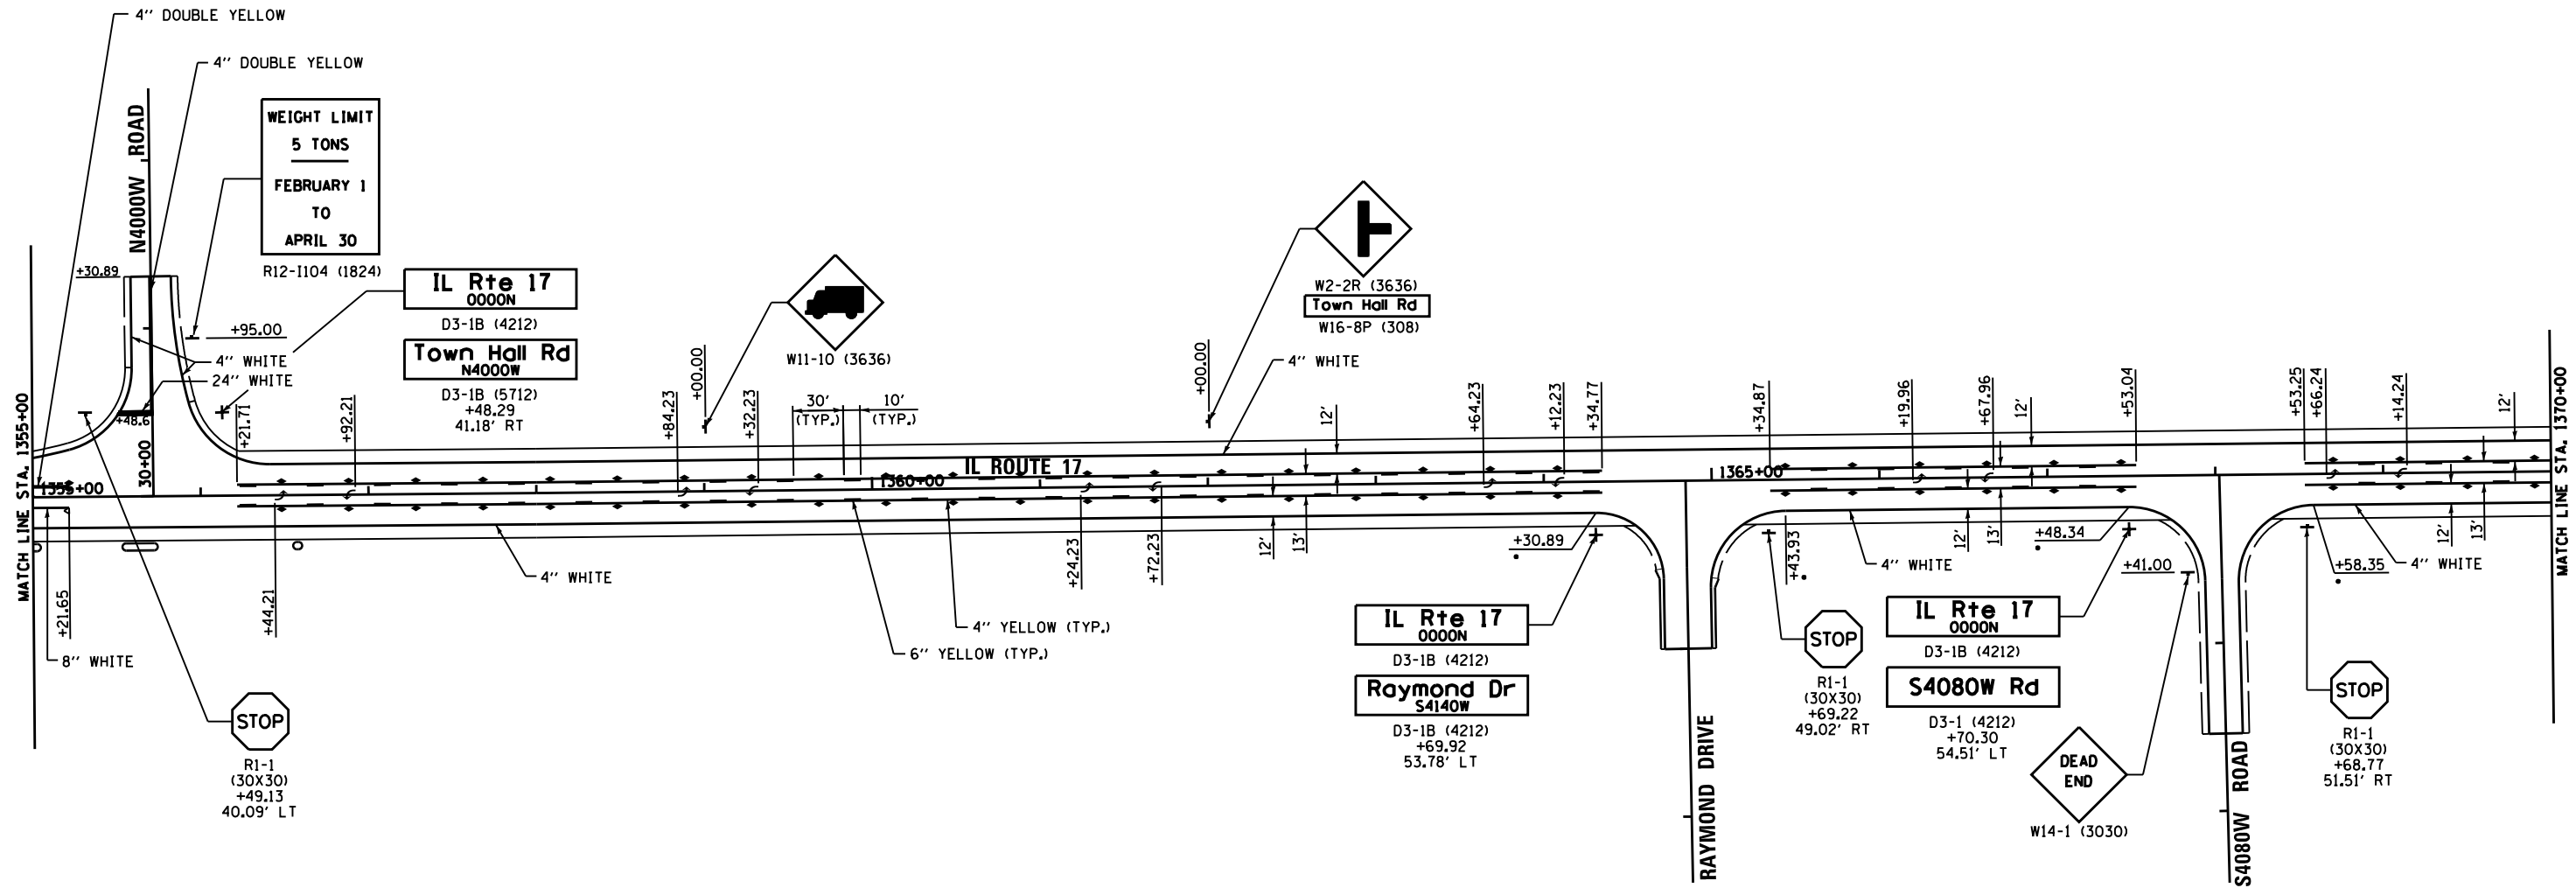 4" DOUBLE YELLOW
4" DOUBLE YELLOW
N4000W ROAD
WEIGHT LIMIT
5 TONS
FEBRUARY 1
TO
APRIL 30
R12-I104 (1824)
+30.89
+95.00
4" WHITE
24" WHITE
+48.6
30+00
IL Rte 17
0000N
D3-1B (4212)
Town Hall Rd
N4000W
D3-1B (5712)
+48.29
41.18' RT
W11-10 (3636)
W2-2R (3636)
Town Hall Rd
W16-8P (308)
4" WHITE
MATCH LINE STA. 1355+00
+21.71
+92.21
+84.23
+00.00
+32.23
30'
(TYP.)
10'
(TYP.)
+00.00
12'
+64.23
+12.23
+34.77
+34.87
+19.96
+67.96
12'
+53.04
+53.25
+66.24
+14.24
12'
MATCH LINE STA. 1370+00
1355+00
1360+00
IL ROUTE 17
1365+00
+21.65
+44.21
8" WHITE
4" WHITE
4" YELLOW (TYP.)
6" YELLOW (TYP.)
+24.23
+72.23
12'
13'
+30.89
+43.93
4" WHITE
12'
13'
+48.34
+41.00
+58.35
4" WHITE
12'
13'
STOP
R1-1
(30X30)
+49.13
40.09' LT
IL Rte 17
0000N
D3-1B (4212)
Raymond Dr
S4140W
D3-1B (4212)
+69.92
53.78' LT
RAYMOND DRIVE
STOP
R1-1
(30X30)
+69.22
49.02' RT
IL Rte 17
0000N
D3-1B (4212)
S4080W Rd
D3-1 (4212)
+70.30
54.51' LT
DEAD
END
W14-1 (3030)
S4080W ROAD
STOP
R1-1
(30X30)
+68.77
51.51' RT